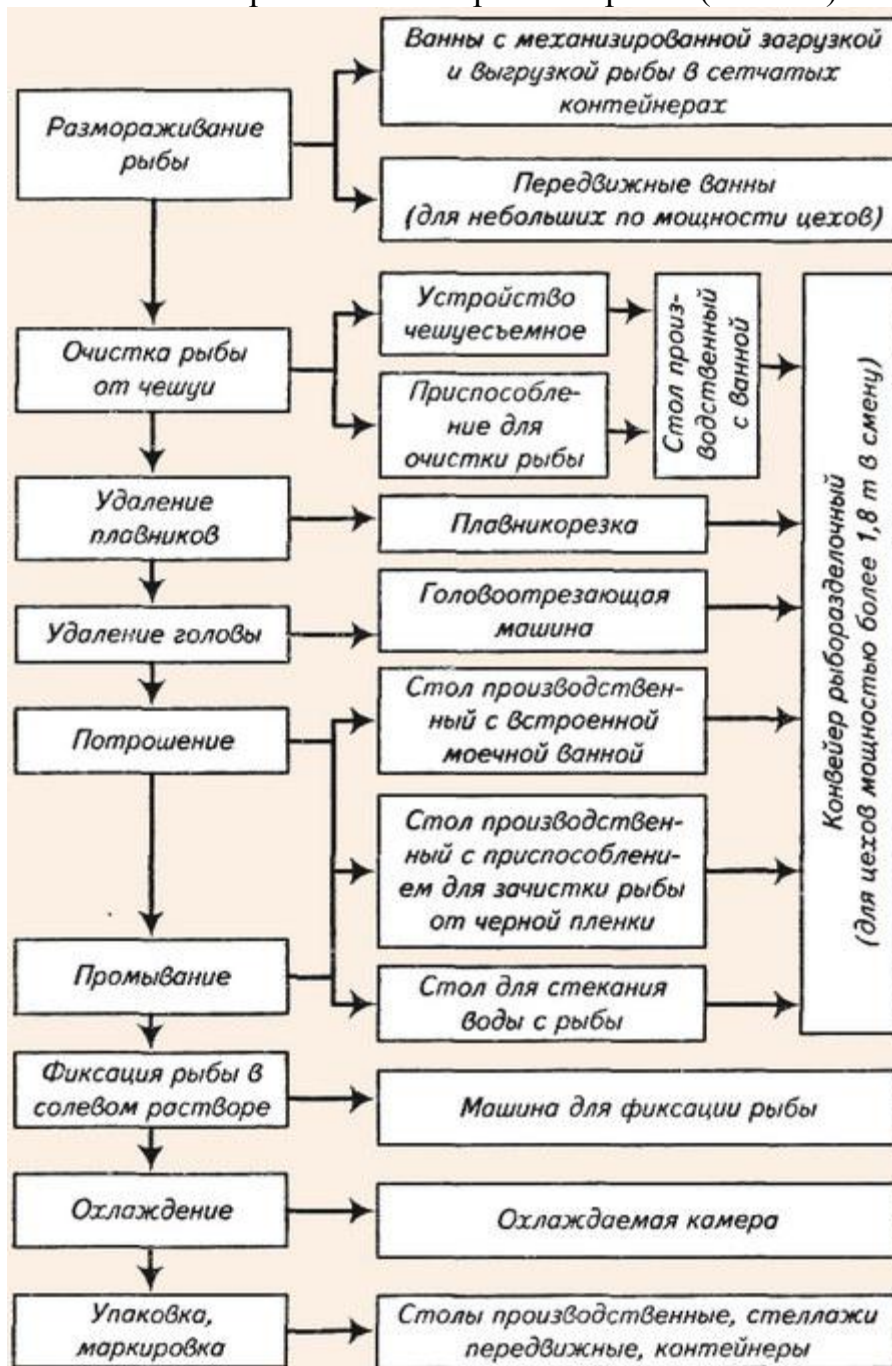 Ванны с механизированной загрузкой
и выгрузкой рыбы в сетчатых
контейнерах
Размораживание
рыбы
Передвижные ванны
(для небольших по мощности цехов)
Очистка рыбы
от чешуи
Устройство
чешуесъемное
Приспособле-
ние для
очистки рыбы
Стол произ-
водственный
с ванной
Конвейер рыборазделочный
(для цехов мощностью более 1,8 т в смену)
Удаление
плавников
Плавникорезка
Удаление головы
Головоотрезающая
машина
Потрошение
Стол производствен-
ный с встроенной
моечной ванной
Стол производствен-
ный с приспособлени-
ем для зачистки рыбы
от черной пленки
Промывание
Стол для стекания
воды с рыбы
Фиксация рыбы в
солевом растворе
Машина для фиксации рыбы
Охлаждение
Охлаждаемая камера
Упаковка,
маркировка
Столы производственные, стеллажи
передвижные, контейнеры